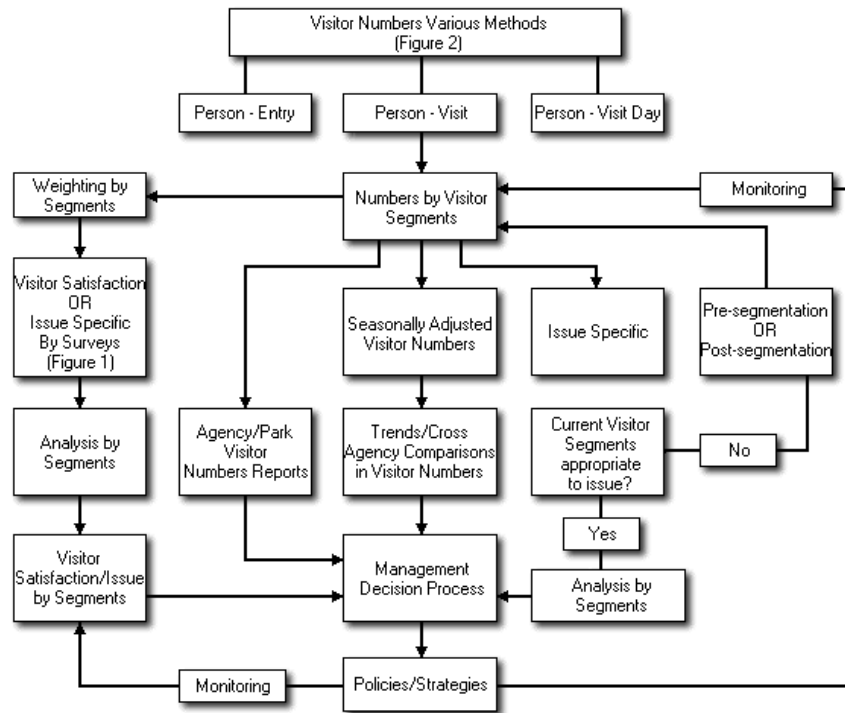 Visitor Numbers Various Methods
(Figure 2)
Person - Entry
Person - Visit
Person - Visit Day
Weighting by
Segments
Numbers by Visitor
Segments
Monitoring
Visitor Satisfaction
OR
Issue Specific
By Surveys
(Figure 1)
Seasonally Adjusted
Visitor Numbers
Issue Specific
Pre-segmentation
OR
Post-segmentation
Analysis by
Segments
Agency/Park
Visitor
Numbers Reports
Trends/Cross
Agency Comparisons
in Visitor Numbers
Current Visitor
Segments
appropriate
to issue?
No
Yes
Visitor
Satisfaction/Issue
by Segments
Management
Decision Process
Analysis by
Segments
Monitoring
Policies/Strategies